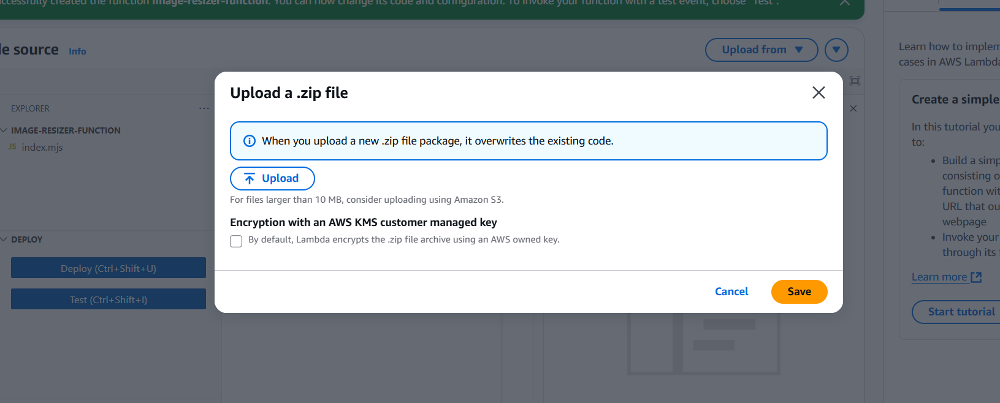 successfully created the function image-resizer-function. You can now change its code and configuration. To invoke your function with a test event, choose "Test".
de source Info
Upload from
EXPLORER
IMAGE-RESIZER-FUNCTION
JS index.mjs
DEPLOY
Deploy (Ctrl+Shift+U)
Test (Ctrl+Shift+I)
Upload a .zip file
When you upload a new .zip file package, it overwrites the existing code.
Upload
For files larger than 10 MB, consider uploading using Amazon S3.
Encryption with an AWS KMS customer managed key
By default, Lambda encrypts the .zip file archive using an AWS owned key.
Cancel
Save
Learn how to implem
cases in AWS Lambda
Create a simple
In this tutorial you
to:
Build a simp
consisting o
function wit
URL that ou
webpage
Invoke your
through its
Learn more
Start tutorial